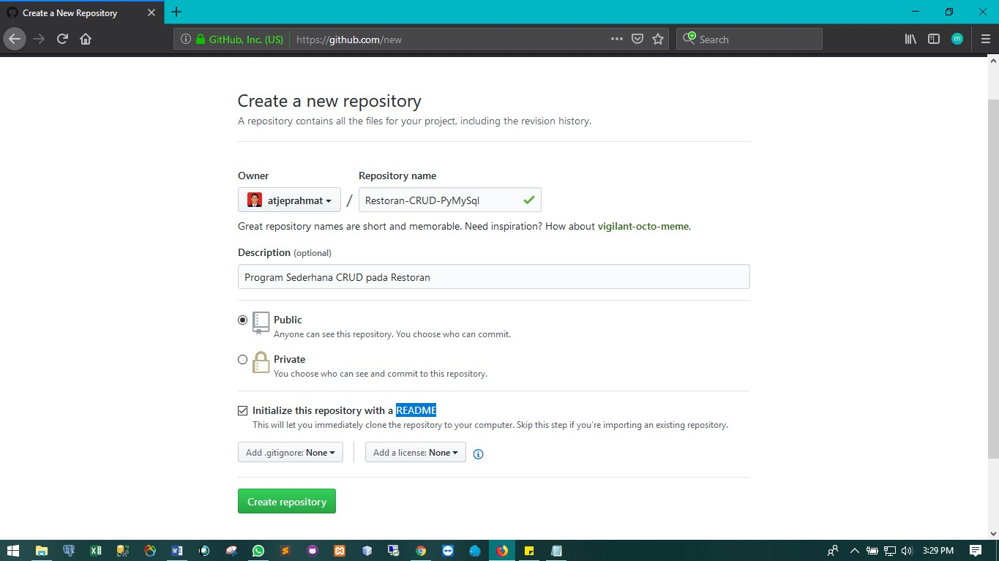 Create a New Repository
GitHub, Inc. (US)
https://github.com/new
Search
m
Create a new repository
A repository contains all the files for your project, including the revision history.
Owner
Repository name
atjeprahmat
/
Restoran-CRUD-PyMySql
Great repository names are short and memorable. Need inspiration? How about vigilant-octo-meme.
Description (optional)
Program Sederhana CRUD pada Restoran
Public
Anyone can see this repository. You choose who can commit.
Private
You choose who can see and commit to this repository.
Initialize this repository with a README
This will let you immediately clone the repository to your computer. Skip this step if you’re importing an existing repository.
Add .gitignore: None
Add a license: None
Create repository
3:29 PM